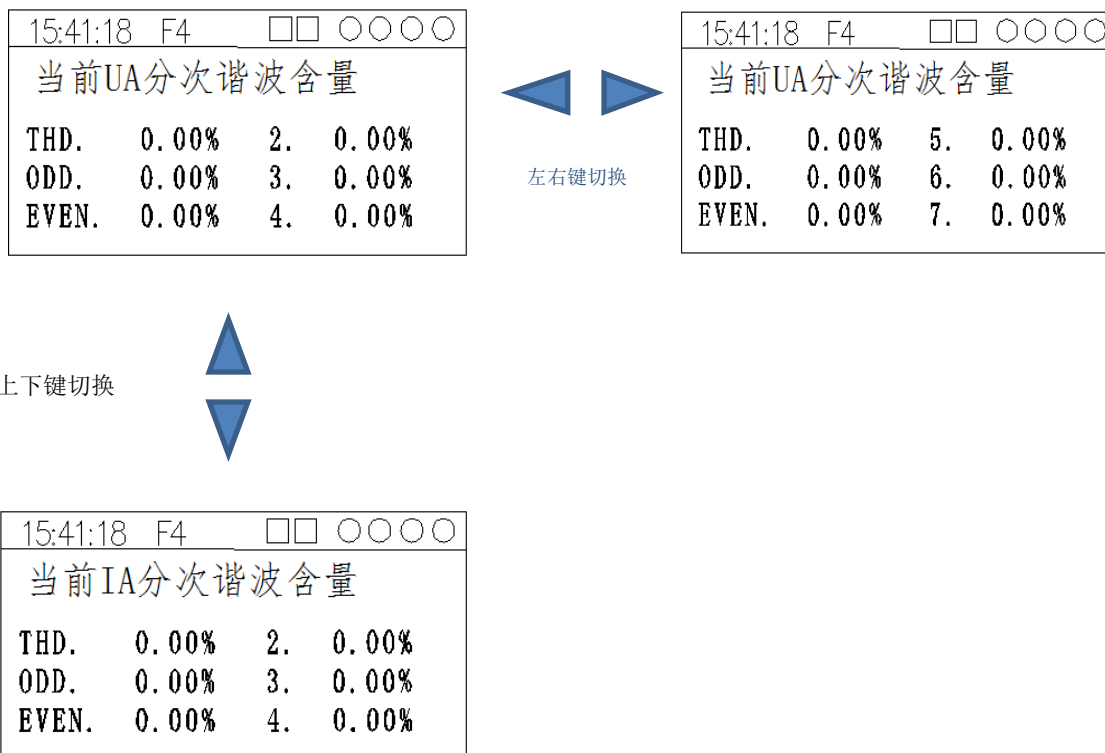 15:41:18 F4
当前UA分次谐波含量
THD. 0.00% 2. 0.00%
ODD. 0.00% 3. 0.00%
EVEN. 0.00% 4. 0.00%
左右键切换
15:41:18 F4
当前UA分次谐波含量
THD. 0.00% 5. 0.00%
ODD. 0.00% 6. 0.00%
EVEN. 0.00% 7. 0.00%
上下键切换
15:41:18 F4
当前IA分次谐波含量
THD. 0.00% 2. 0.00%
ODD. 0.00% 3. 0.00%
EVEN. 0.00% 4. 0.00%